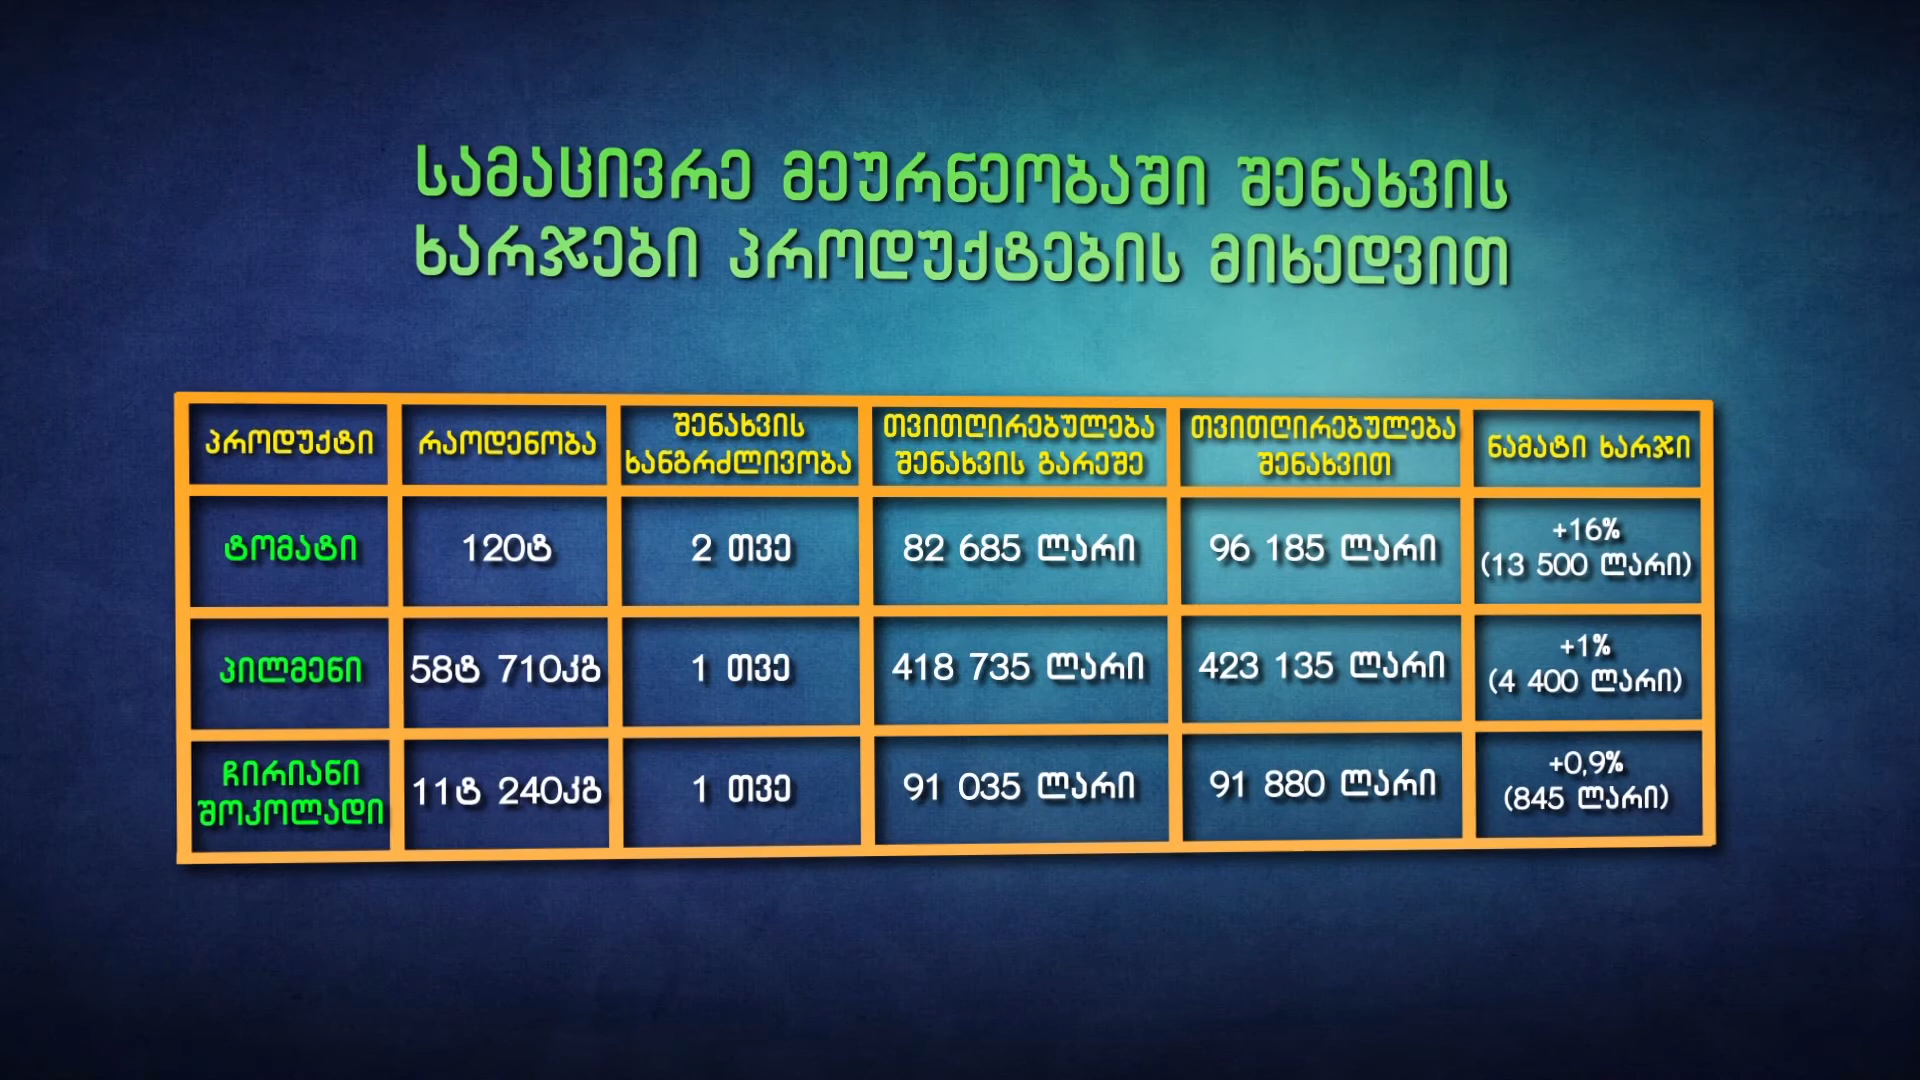 სამაცივრე მეურნეობაში შენახვის
ხარჯები პროდუქტების მიხედვით
პროდუქტი
რაოდენობა
შენახვის
ხანგრძლივობა
თვითღირებულება
შენახვის გარეშე
თვითღირებულება
შენახვით
ნამატი ხარჯი
ტომატი
120ტ
2 თვე
82 685 ლარი
96 185 ლარი
+16%
(13 500 ლარი)
პილმენი
58ტ 710კგ
1 თვე
418 735 ლარი
423 135 ლარი
+1%
(4 400 ლარი)
ჩირიანი
შოკოლადი
11ტ 240კგ
1 თვე
91 035 ლარი
91 880 ლარი
+0,9%
(845 ლარი)